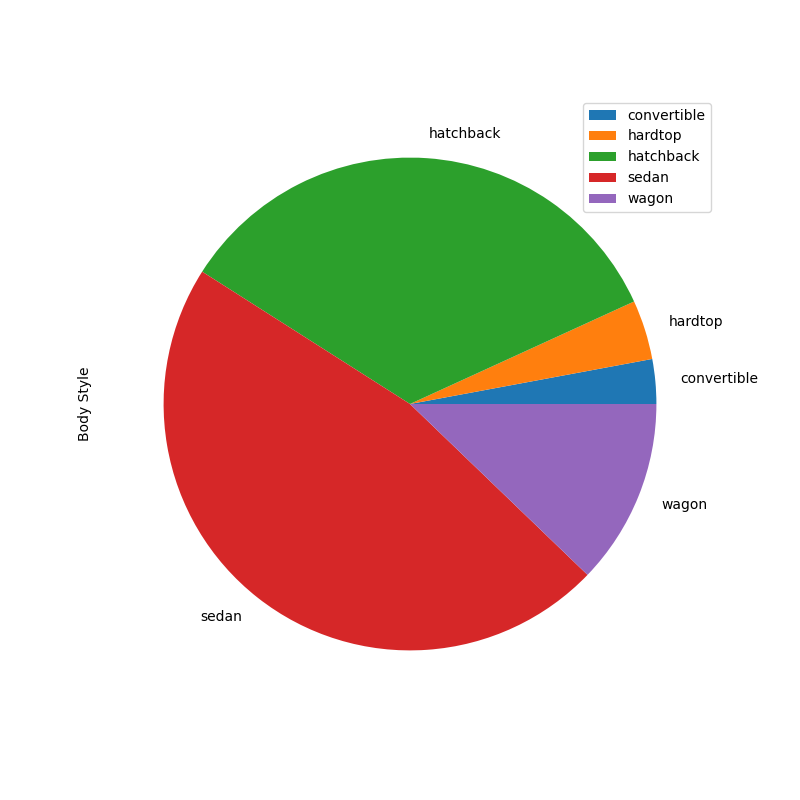 convertible
hardtop
hatchback
sedan
wagon
hatchback
hardtop
convertible
Body Style
wagon
sedan